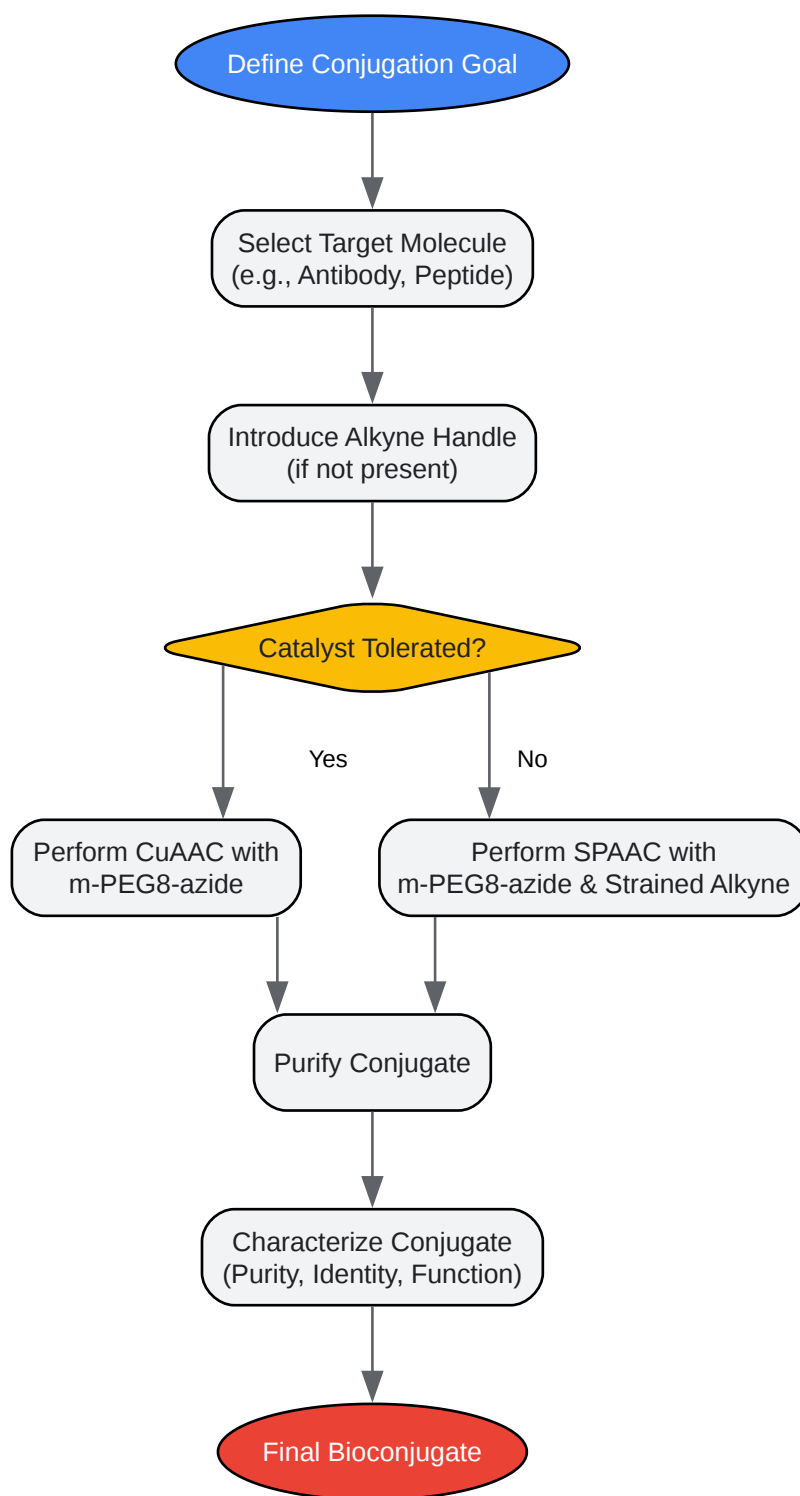 Define Conjugation Goal
Select Target Molecule
(e.g., Antibody, Peptide)
Introduce Alkyne Handle
(if not present)
Catalyst Tolerated?
Yes
No
Perform CuAAC with
m-PEG8-azide
Perform SPAAC with
m-PEG8-azide & Strained Alkyne
Purify Conjugate
Characterize Conjugate
(Purity, Identity, Function)
Final Bioconjugate